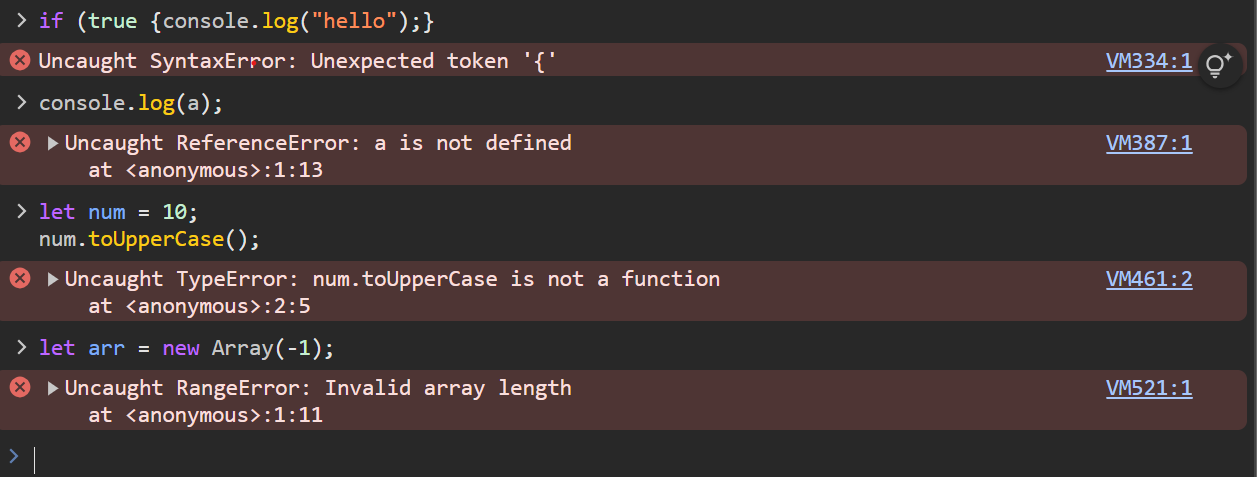 > if (true {console.log("hello");}
Uncaught SyntaxError: Unexpected token '{' VM334:1
> console.log(a);
Uncaught ReferenceError: a is not defined VM387:1
at <anonymous>:1:13
> let num = 10;
num.toUpperCase();
Uncaught TypeError: num.toUpperCase is not a function VM461:2
at <anonymous>:2:5
> let arr = new Array(-1);
Uncaught RangeError: Invalid array length VM521:1
at <anonymous>:1:11
>